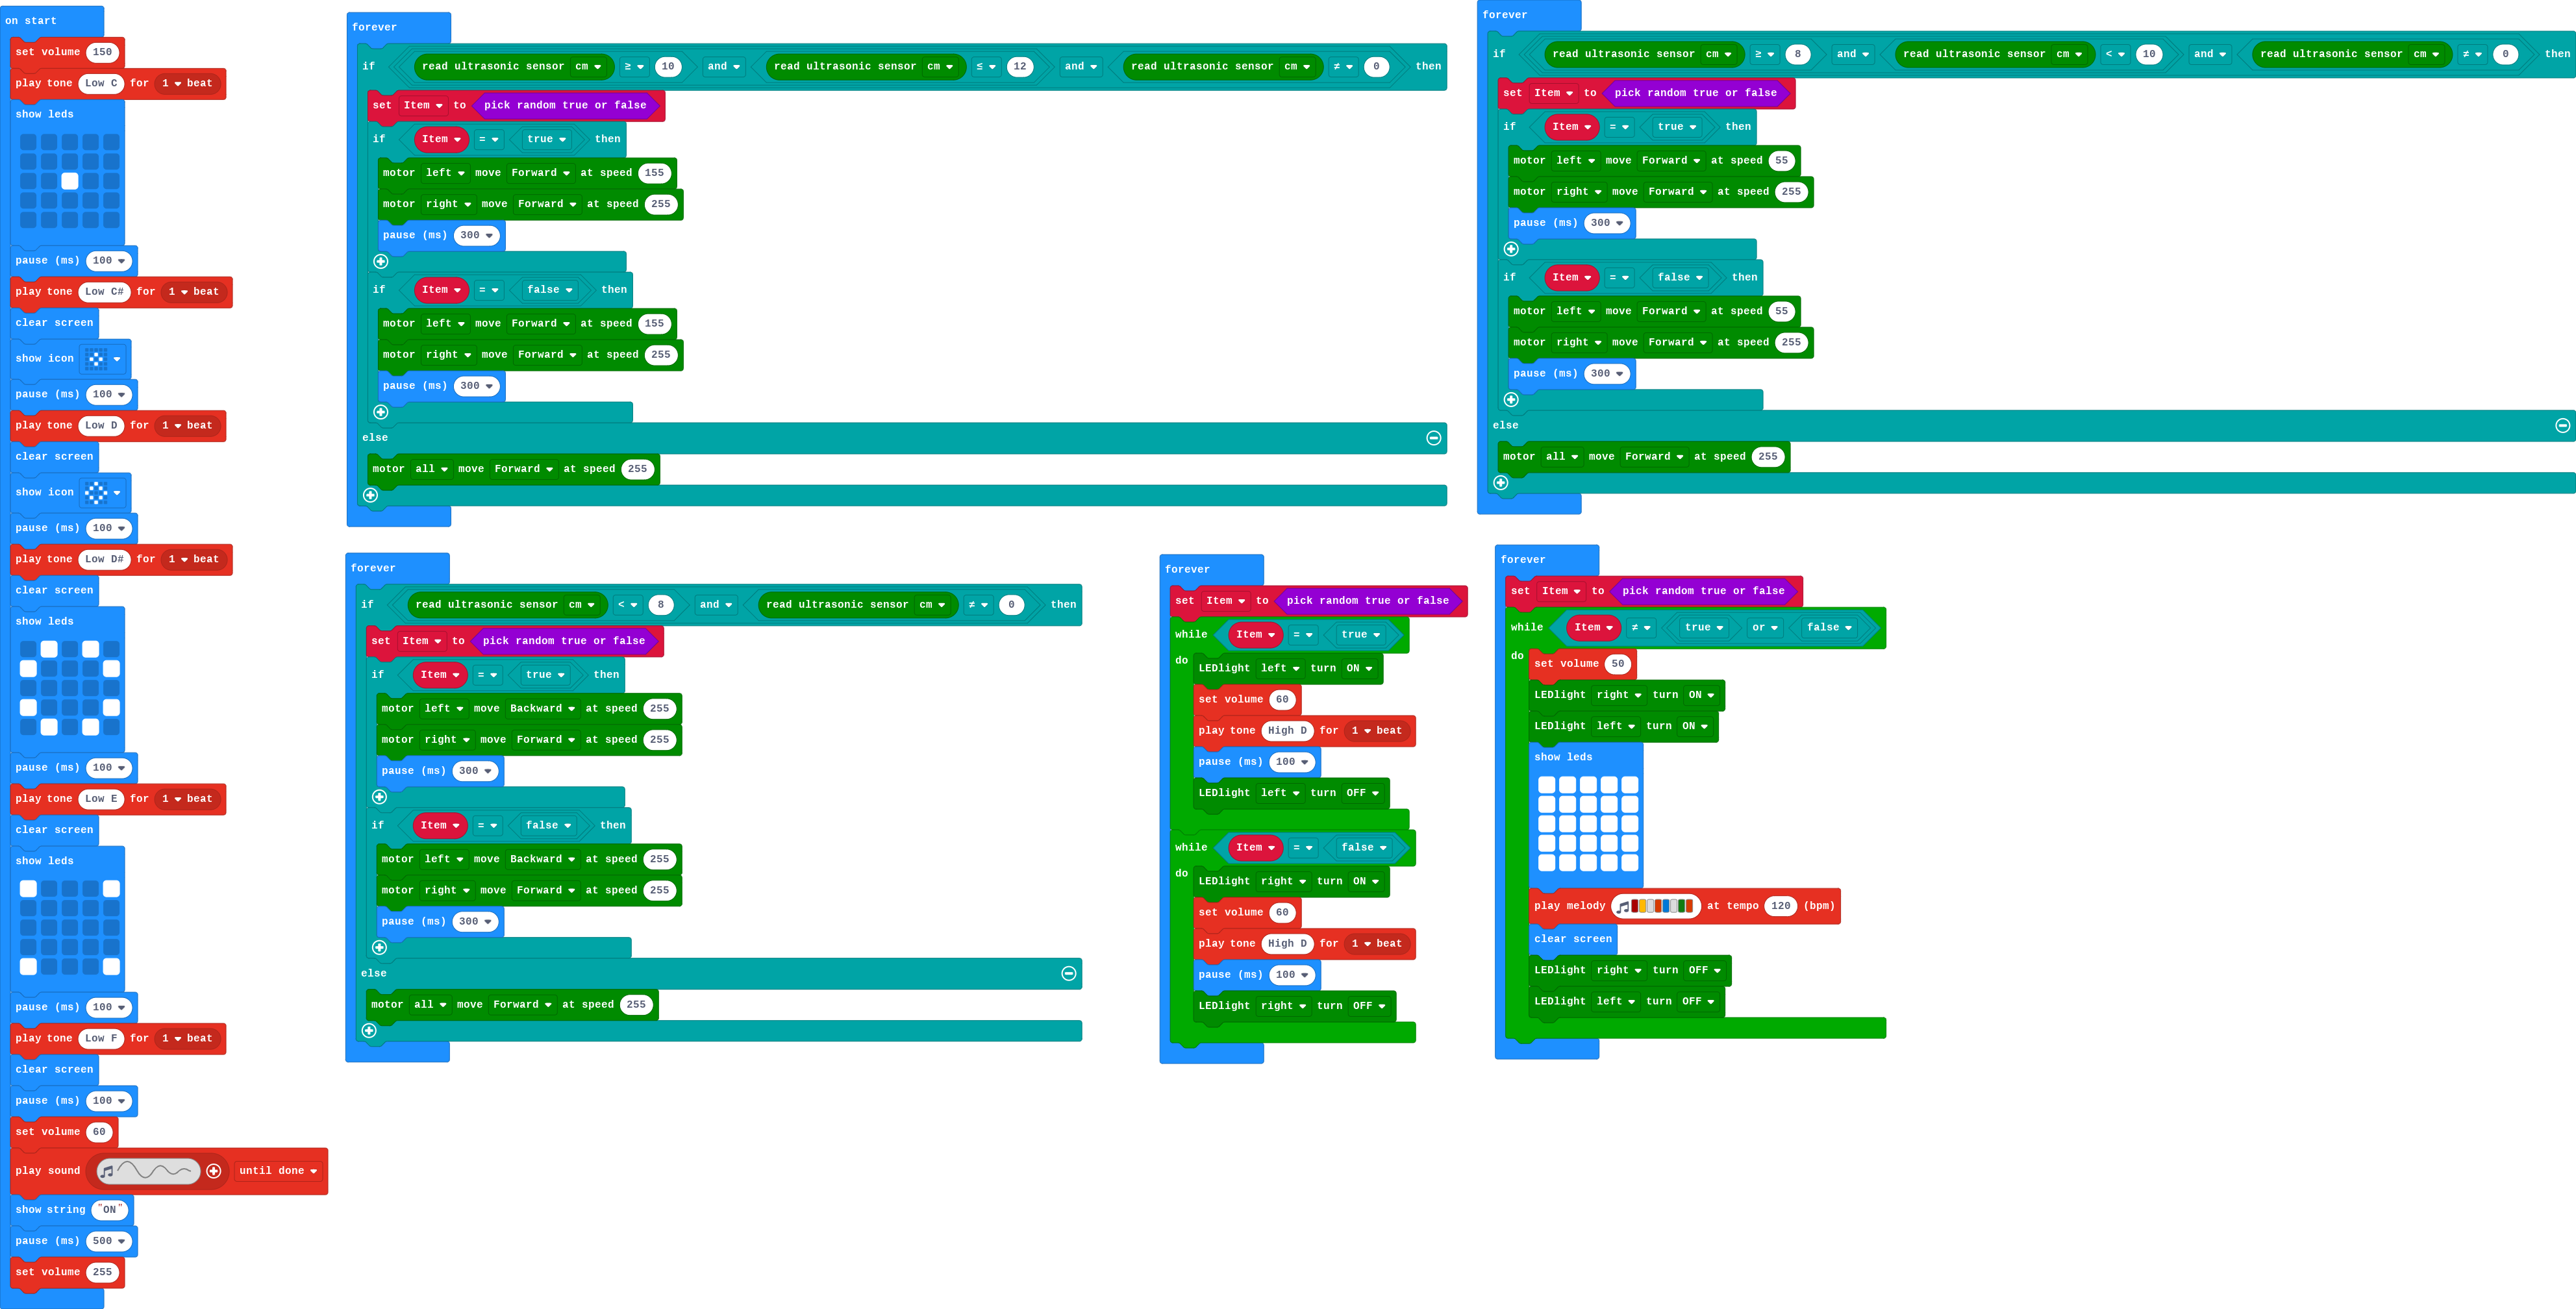 on start
set volume 150
play tone Low C for 1 beat
show leds
pause (ms) 100
play tone Low C# for 1 beat
clear screen
show icon
pause (ms) 100
play tone Low D for 1 beat
clear screen
show icon
pause (ms) 100
play tone Low D# for 1 beat
clear screen
show leds
pause (ms) 100
play tone Low E for 1 beat
clear screen
show leds
pause (ms) 100
play tone Low F for 1 beat
clear screen
pause (ms) 100
set volume 60
play sound until done
show string "ON"
pause (ms) 500
set volume 255
forever
if read ultrasonic sensor cm ≥ 10 and read ultrasonic sensor cm ≤ 12 and read ultrasonic sensor cm ≠ 0 then
set Item to pick random true or false
if Item = true then
motor left move Forward at speed 155
motor right move Forward at speed 255
pause (ms) 300
if Item = false then
motor left move Forward at speed 155
motor right move Forward at speed 255
pause (ms) 300
else
motor all move Forward at speed 255
forever
if read ultrasonic sensor cm ≥ 8 and read ultrasonic sensor cm < 10 and read ultrasonic sensor cm ≠ 0 then
set Item to pick random true or false
if Item = true then
motor left move Forward at speed 55
motor right move Forward at speed 255
pause (ms) 300
if Item = false then
motor left move Forward at speed 55
motor right move Forward at speed 255
pause (ms) 300
else
motor all move Forward at speed 255
forever
if read ultrasonic sensor cm < 8 and read ultrasonic sensor cm ≠ 0 then
set Item to pick random true or false
if Item = true then
motor left move Backward at speed 255
motor right move Forward at speed 255
pause (ms) 300
if Item = false then
motor left move Backward at speed 255
motor right move Forward at speed 255
pause (ms) 300
else
motor all move Forward at speed 255
forever
set Item to pick random true or false
while Item = true
do LEDlight left turn ON
set volume 60
play tone High D for 1 beat
pause (ms) 100
LEDlight left turn OFF
while Item = false
do LEDlight right turn ON
set volume 60
play tone High D for 1 beat
pause (ms) 100
LEDlight right turn OFF
forever
set Item to pick random true or false
while Item ≠ true or false
do set volume 50
LEDlight right turn ON
LEDlight left turn ON
show leds
play melody at tempo 120 (bpm)
clear screen
LEDlight right turn OFF
LEDlight left turn OFF